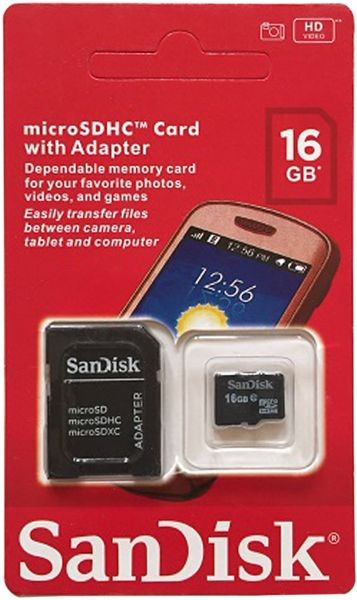 HD
VIDEO
microSDHC™ Card
with Adapter
16
GB*
Dependable memory card
for your favorite photos,
videos, and games
Easily transfer files
between camera,
tablet and computer
12:56 PM
12:56
SanDisk
microSD
microSDHC
microSDXC
ADAPTER
SanDisk
16GB
micro
SanDisk®